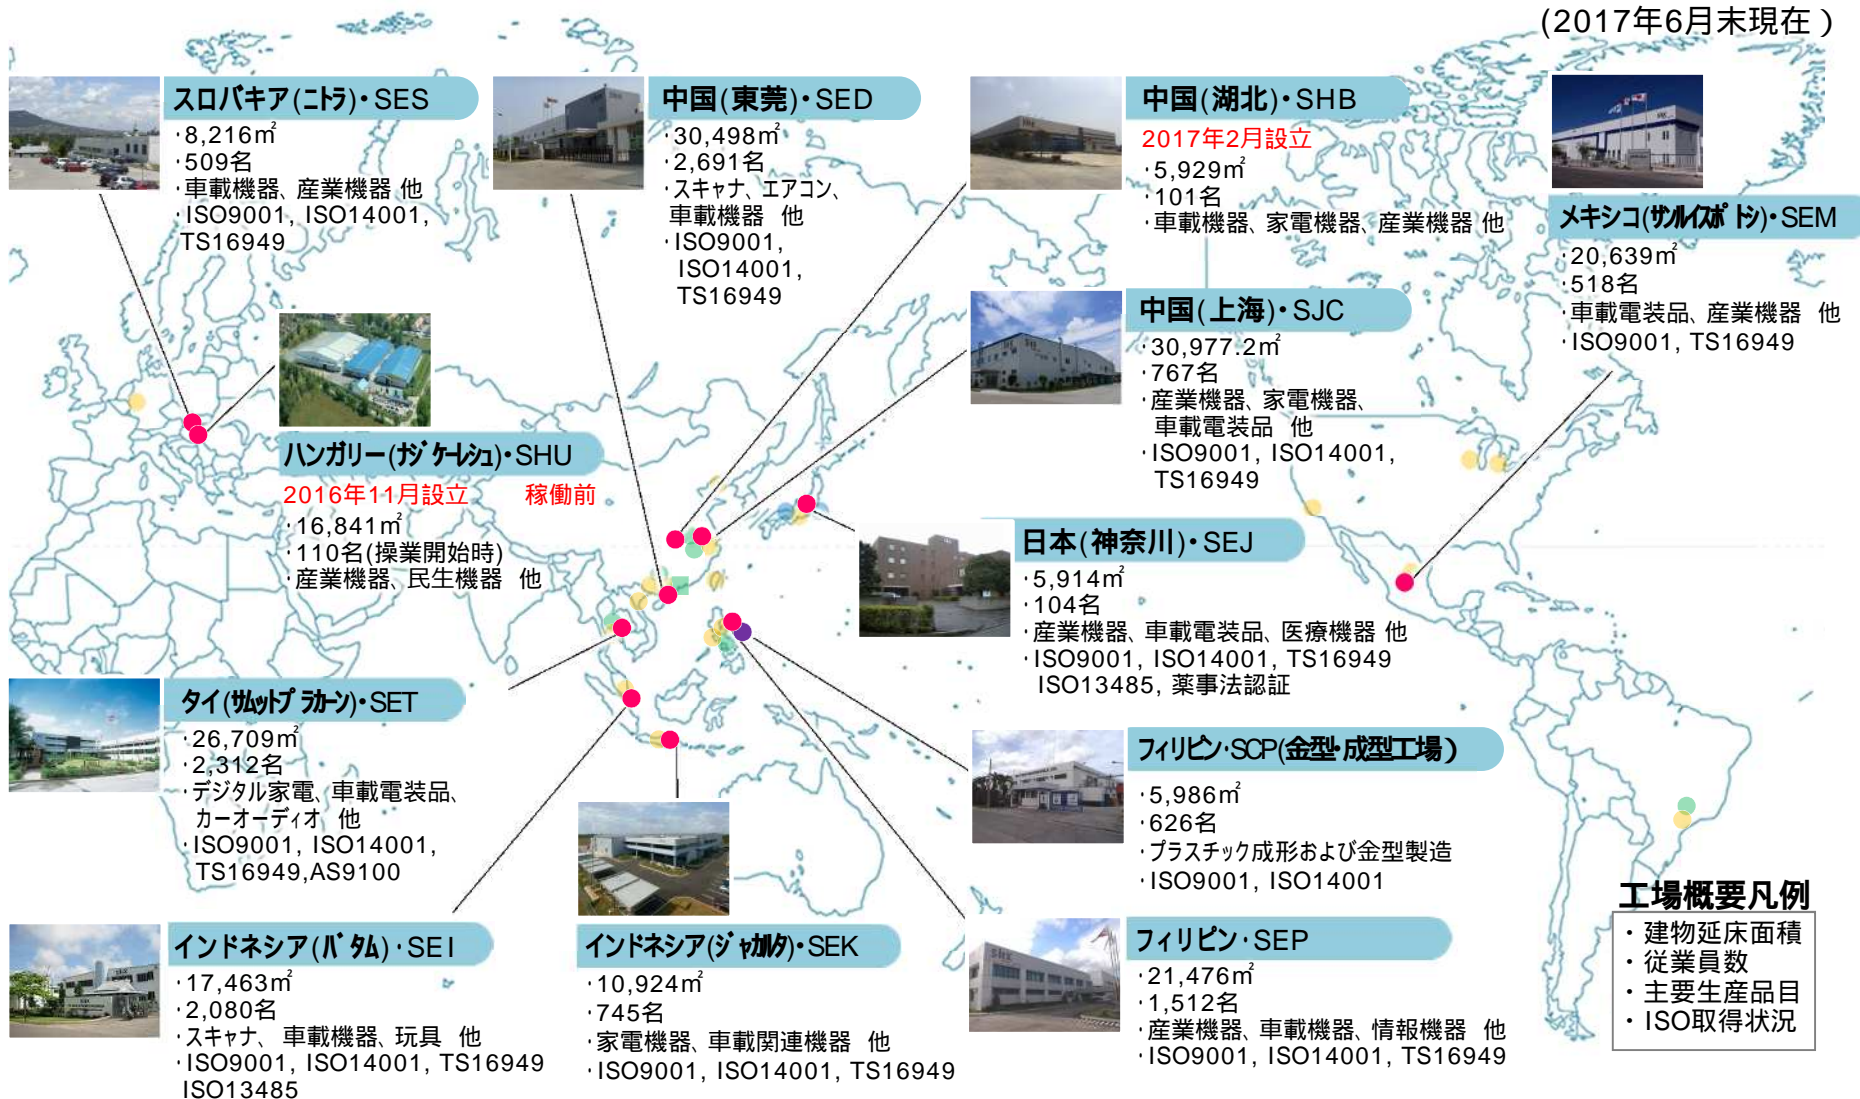 (2017年6月末現在)
スロバキア(ニトラ)・SES
・8,216㎡
・509名
・車載機器、産業機器 他
・ISO9001, ISO14001,
TS16949
中国(東莞)・SED
・30,498㎡
・2,691名
・スキャナ、エアコン、
車載機器 他
・ISO9001,
ISO14001,
TS16949
中国(湖北)・SHB
2017年2月設立
・5,929㎡
・101名
・車載機器、家電機器、産業機器 他
メキシコ(サンルイスポトシ)・SEM
・20,639㎡
・518名
・車載電装品、産業機器 他
・ISO9001, TS16949
中国(上海)・SJC
・30,977.2㎡
・767名
・産業機器、家電機器、
車載電装品 他
・ISO9001, ISO14001,
TS16949
ハンガリー(ナジケーレシュ)・SHU
2016年11月設立 稼働前
・16,841㎡
・110名(操業開始時)
・産業機器、民生機器 他
日本(神奈川)・SEJ
・5,914㎡
・104名
・産業機器、車載電装品、医療機器 他
・ISO9001, ISO14001, TS16949
ISO13485, 薬事法認証
タイ(サムットプラカーン)・SET
・26,709㎡
・2,312名
・デジタル家電、車載電装品、
カーオーディオ 他
・ISO9001, ISO14001,
TS16949,AS9100
フィリピン・SCP(金型・成型工場)
・5,986㎡
・626名
・プラスチック成形および金型製造
・ISO9001, ISO14001
インドネシア(バタム)・SEI
・17,463㎡
・2,080名
・スキャナ、車載機器、玩具 他
・ISO9001, ISO14001, TS16949
ISO13485
インドネシア(ジャカルタ)・SEK
・10,924㎡
・745名
・家電機器、車載関連機器 他
・ISO9001, ISO14001, TS16949
フィリピン・SEP
・21,476㎡
・1,512名
・産業機器、車載機器、情報機器 他
・ISO9001, ISO14001, TS16949
工場概要凡例
・建物延床面積
・従業員数
・主要生産品目
・ISO取得状況